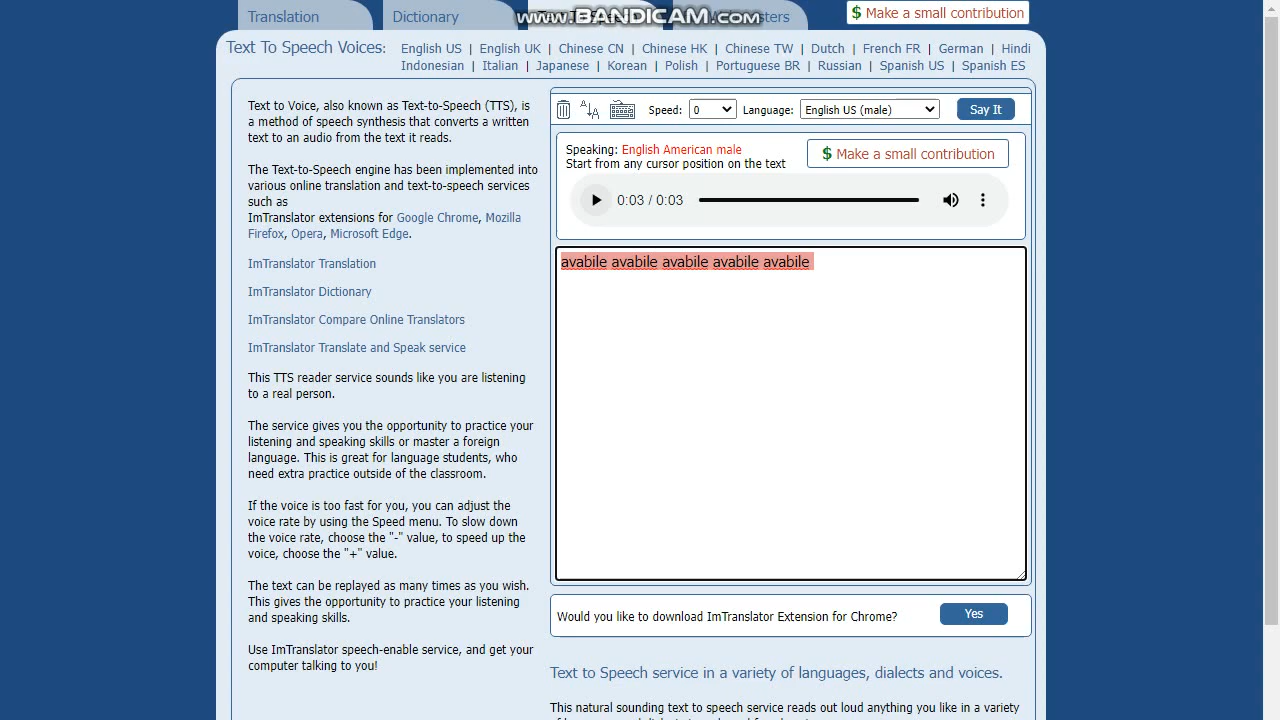 Translation Dictionary
www.BANDICAM.com
$ Make a small contribution
Text To Speech Voices: English US | English UK | Chinese CN | Chinese HK | Chinese TW | Dutch | French FR | German | Hindi
Indonesian | Italian | Japanese | Korean | Polish | Portuguese BR | Russian | Spanish US | Spanish ES
Text to Voice, also known as Text-to-Speech (TTS), is
a method of speech synthesis that converts a written
text to an audio from the text it reads.
The Text-to-Speech engine has been implemented into
various online translation and text-to-speech services
such as
ImTranslator extensions for Google Chrome, Mozilla
Firefox, Opera, Microsoft Edge.
ImTranslator Translation
ImTranslator Dictionary
ImTranslator Compare Online Translators
ImTranslator Translate and Speak service
This TTS reader service sounds like you are listening
to a real person.
The service gives you the opportunity to practice your
listening and speaking skills or master a foreign
language. This is great for language students, who
need extra practice outside of the classroom.
If the voice is too fast for you, you can adjust the
voice rate by using the Speed menu. To slow down
the voice rate, choose the "-" value, to speed up the
voice, choose the "+" value.
The text can be replayed as many times as you wish.
This gives the opportunity to practice your listening
and speaking skills.
Use ImTranslator speech-enable service, and get your
computer talking to you!
Speed: 0 Language: English US (male) Say It
Speaking: English American male
Start from any cursor position on the text
$ Make a small contribution
0:03 / 0:03
avabile avabile avabile avabile avabile
Would you like to download ImTranslator Extension for Chrome? Yes
Text to Speech service in a variety of languages, dialects and voices.
This natural sounding text to speech service reads out loud anything you like in a variety